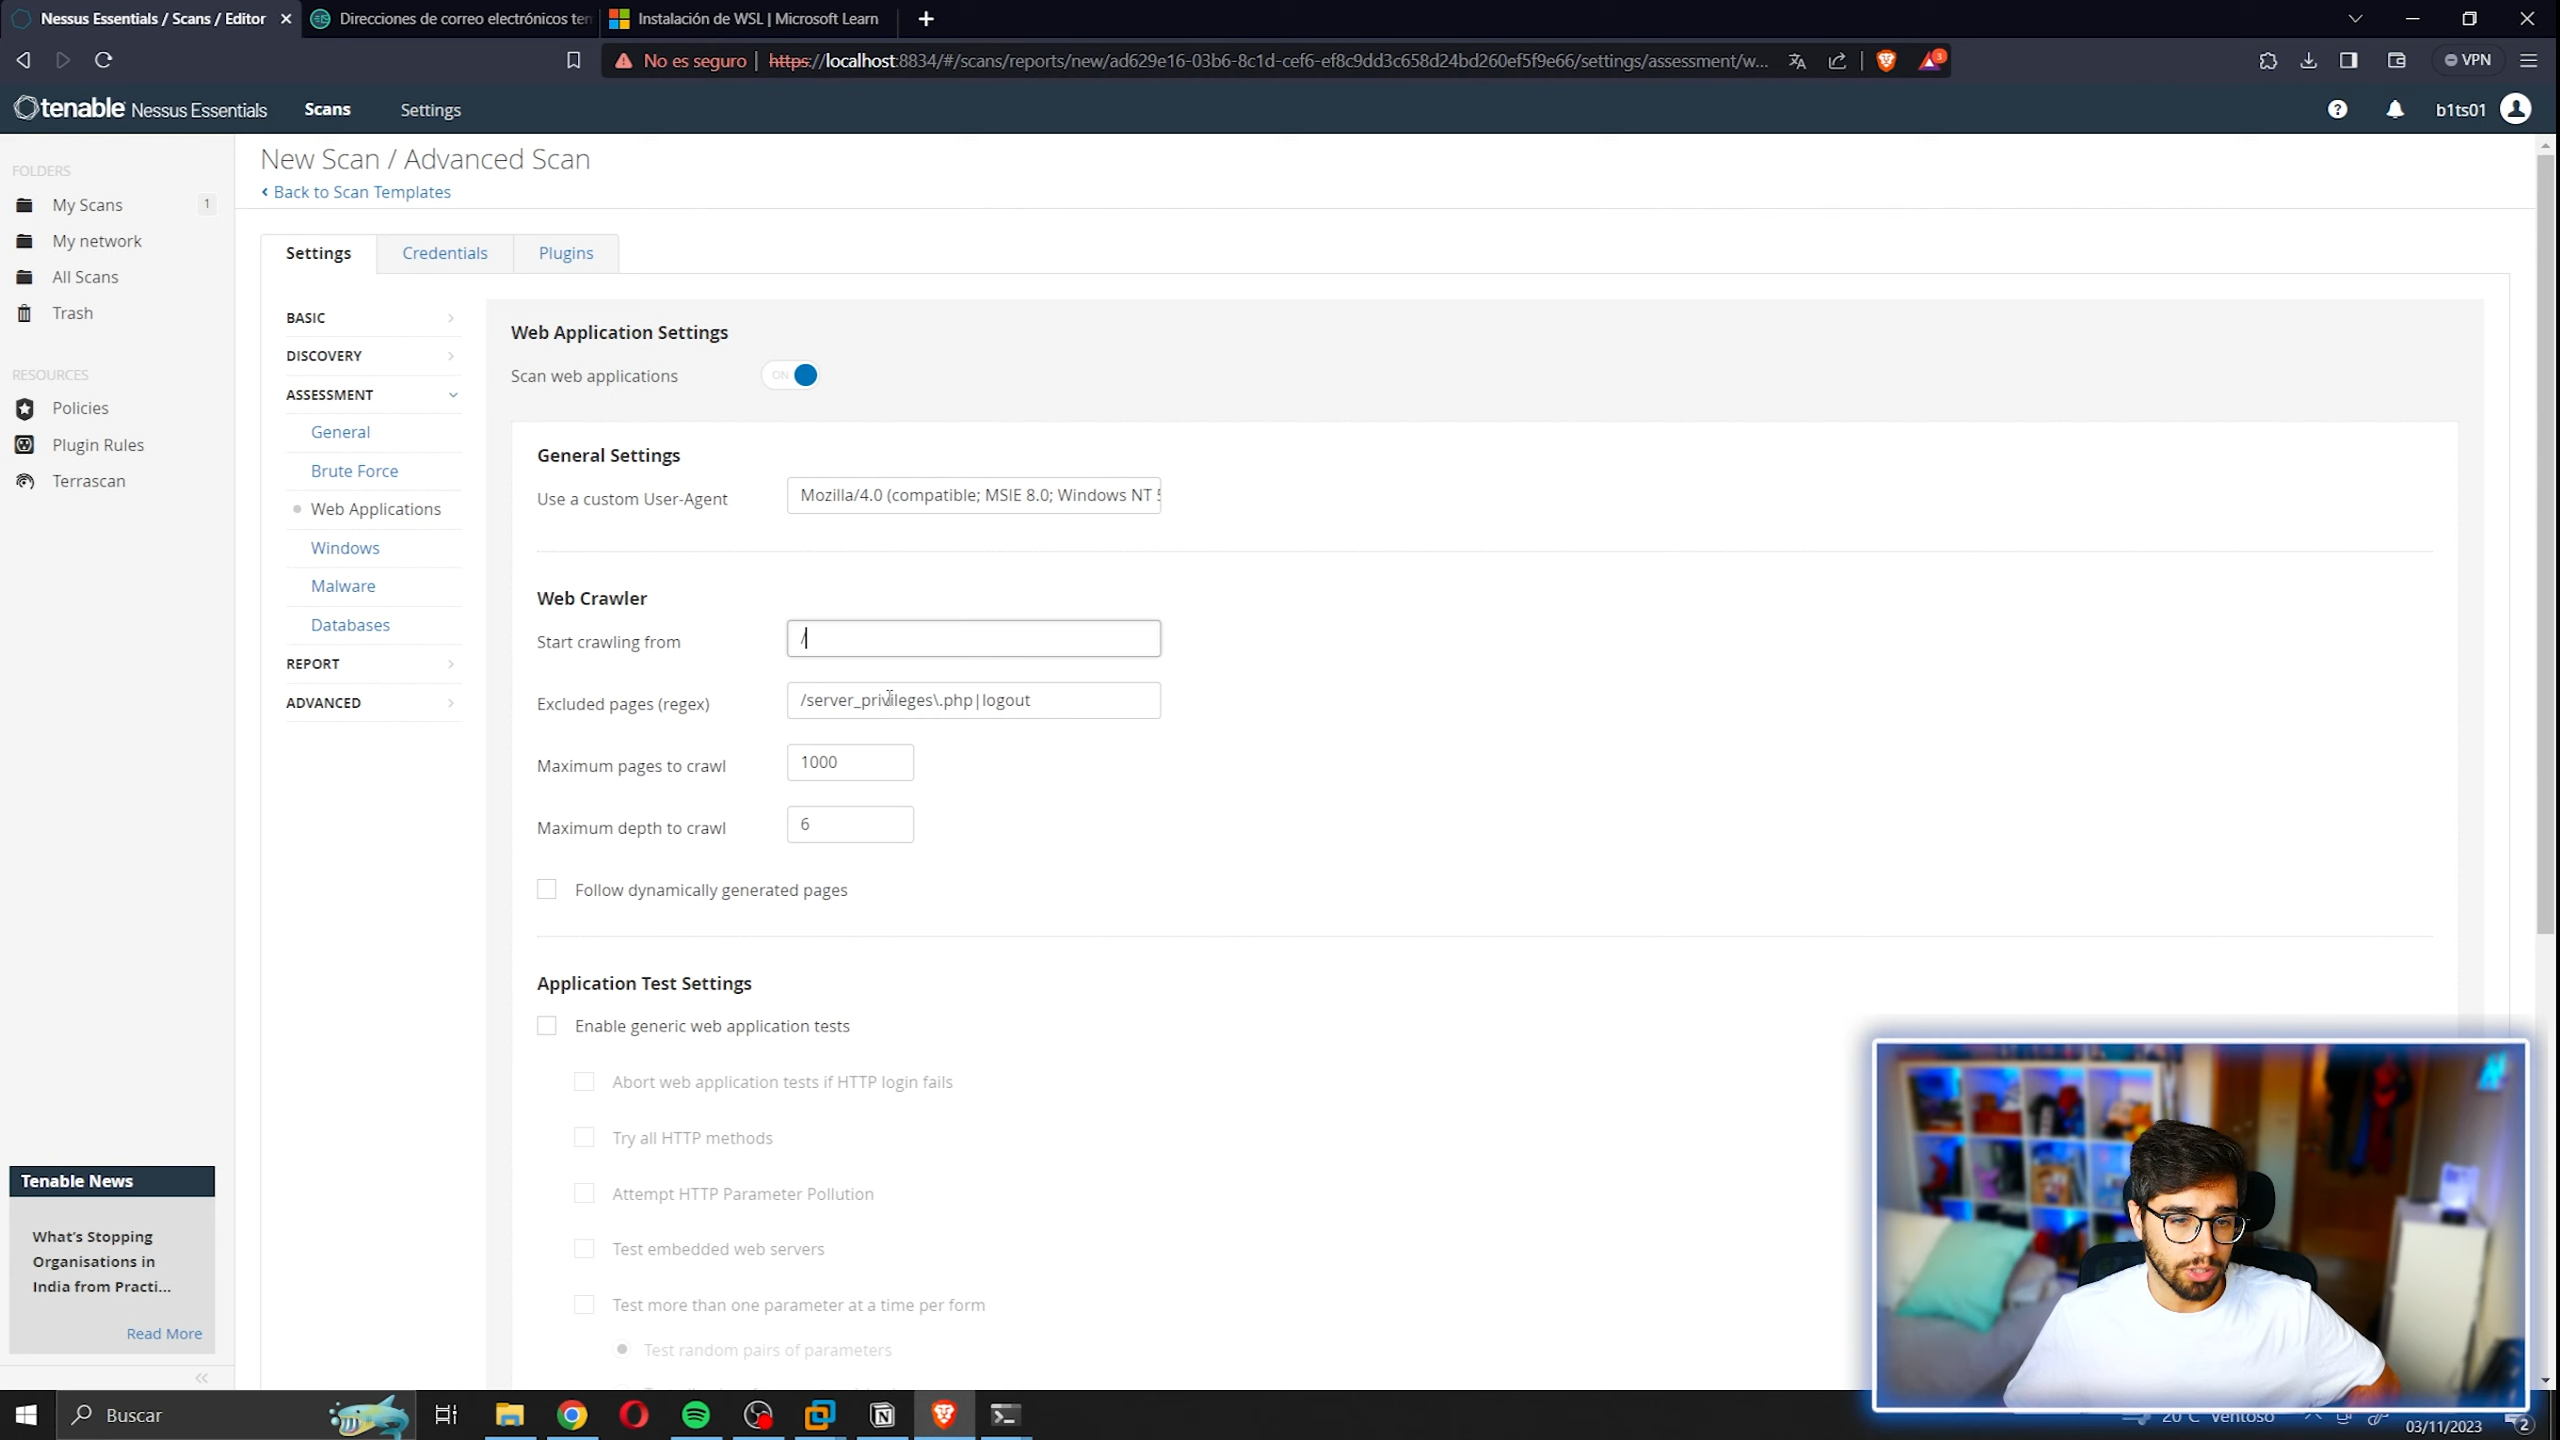 Nessus Essentials / Scans / Editor
Direcciones de correo electrónicos ten
Instalación de WSL | Microsoft Learn
No es seguro
https://localhost:8834/#/scans/reports/new/ad629e16-03b6-8c1d-cef6-ef8c9dd3c658d24bd260ef5f9e66/settings/assessment/w...
3
VPN
tenable Nessus Essentials
Scans
Settings
b1ts01
FOLDERS
My Scans
1
My network
All Scans
Trash
RESOURCES
Policies
Plugin Rules
Terrascan
New Scan / Advanced Scan
Back to Scan Templates
Settings
Credentials
Plugins
BASIC
DISCOVERY
ASSESSMENT
General
Brute Force
Web Applications
Windows
Malware
Databases
REPORT
ADVANCED
Web Application Settings
Scan web applications
ON
General Settings
Use a custom User-Agent
Mozilla/4.0 (compatible; MSIE 8.0; Windows NT
Web Crawler
Start crawling from
/
Excluded pages (regex)
/server_privileges\.php|logout
Maximum pages to crawl
1000
Maximum depth to crawl
6
Follow dynamically generated pages
Application Test Settings
Enable generic web application tests
Abort web application tests if HTTP login fails
Try all HTTP methods
Attempt HTTP Parameter Pollution
Test embedded web servers
Test more than one parameter at a time per form
Test random pairs of parameters
Tenable News
What's Stopping
Organisations in
India from Practi...
Read More
Buscar
20°C Ventoso
03/11/2023
2